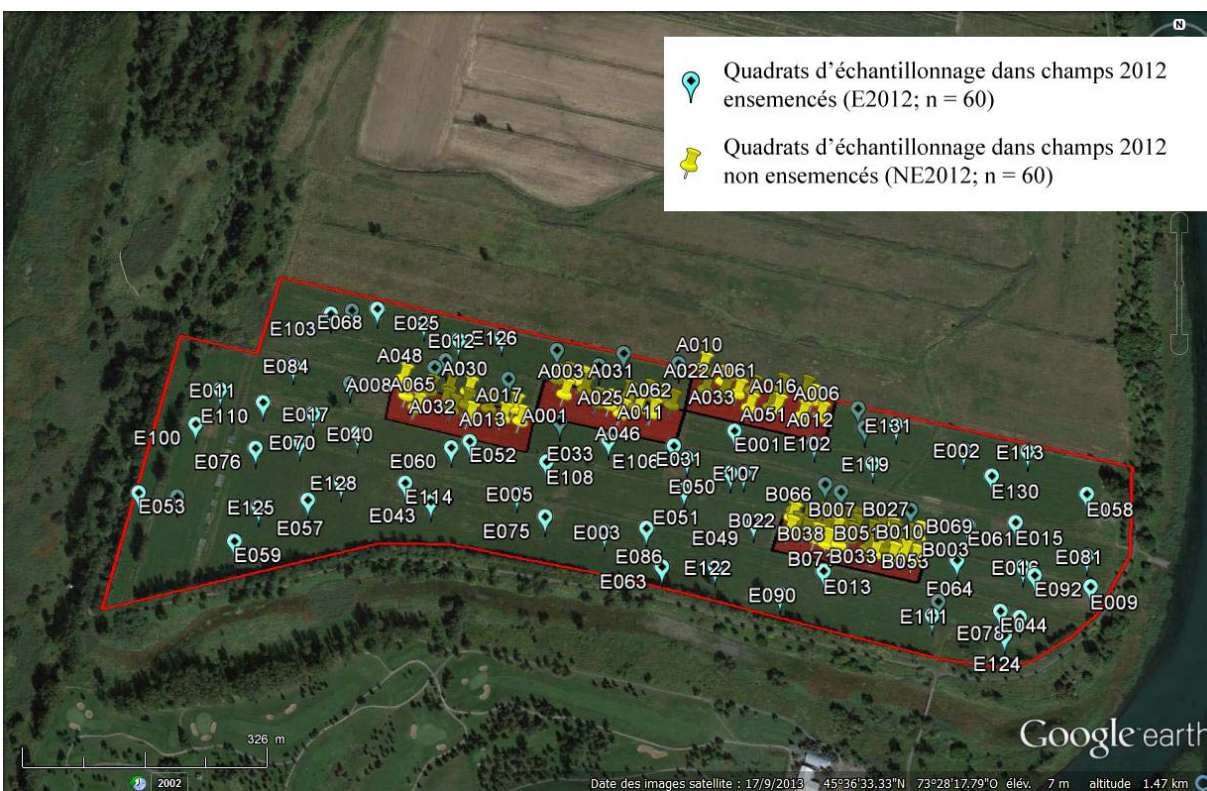 N
Quadrats d'échantillonnage dans champs 2012
ensemencés (E2012; n = 60)
Quadrats d'échantillonnage dans champs 2012
non ensemencés (NE2012; n = 60)
E103
E068
E025
E012
E126
A010
A048
A030
A003
A031
A022
A061
E084
A008
A065
A017
A025
A062
A033
A016
A006
E011
A032
A013
A001
A011
A051
A012
E110
E017
A046
E131
E100
E070
E040
E001
E102
E076
E060
E052
E033
E106
E031
E002
E113
E108
E107
E119
E128
E050
B066
E130
E053
E125
E057
E043
E114
E005
B007
B027
E058
E075
E051
B022
B038
B051
B010
B069
E059
E003
E049
E061
E015
E086
B033
B055
B003
E063
E122
E013
E064
E016
E081
E092
E009
E090
E111
E078
E044
E124
326 m
Google earth
2002
Date des images satellite : 17/9/2013 45°36'33.33"N 73°28'17.79"O élév. 7 m altitude 1.47 km